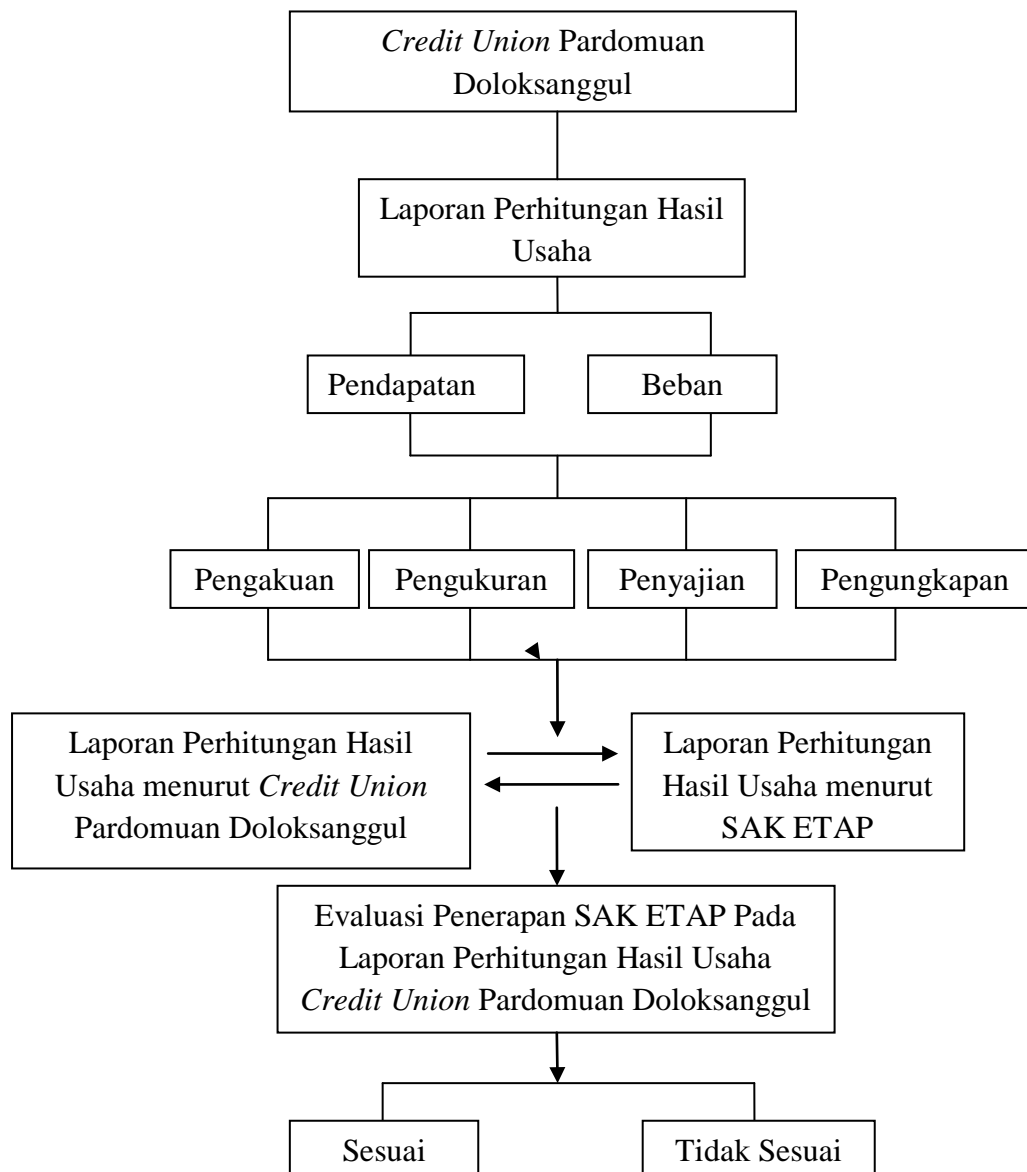 Credit Union Pardomuan
Doloksanggul
Laporan Perhitungan Hasil
Usaha
Pendapatan
Beban
Pengakuan
Pengukuran
Penyajian
Pengungkapan
Laporan Perhitungan Hasil
Usaha menurut Credit Union
Pardomuan Doloksanggul
Laporan Perhitungan
Hasil Usaha menurut
SAK ETAP
Evaluasi Penerapan SAK ETAP Pada
Laporan Perhitungan Hasil Usaha
Credit Union Pardomuan Doloksanggul
Sesuai
Tidak Sesuai